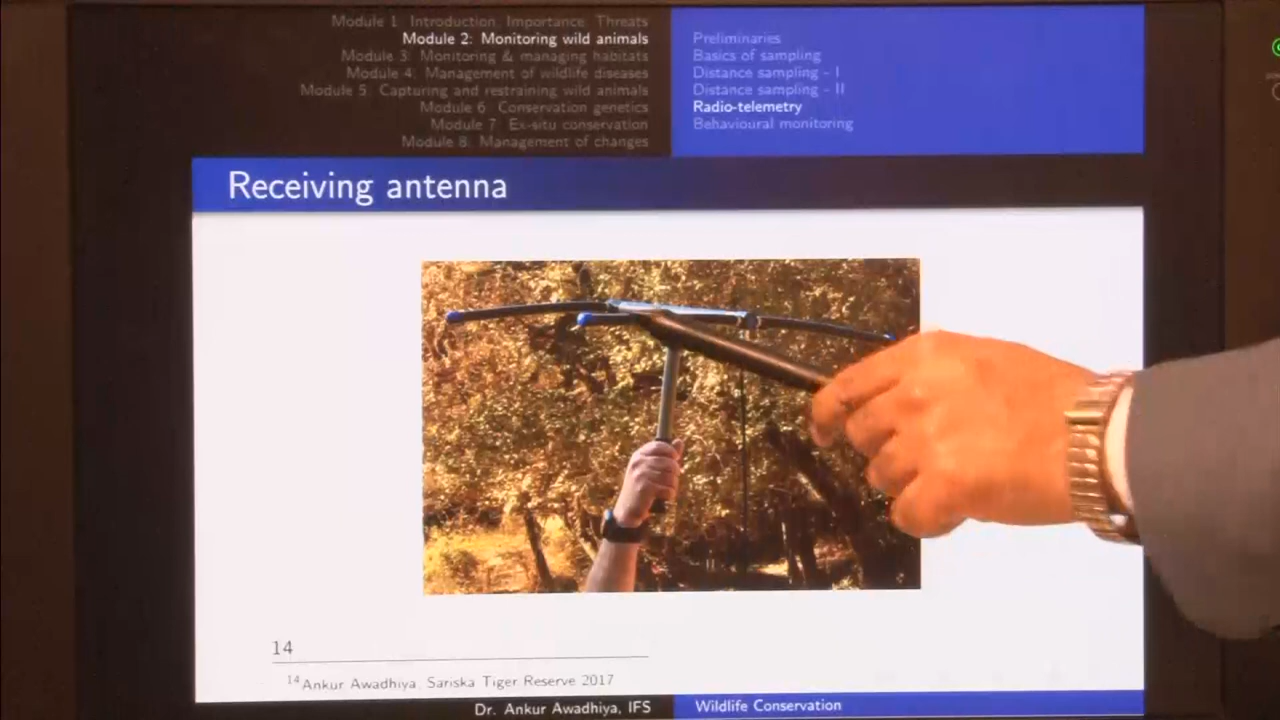 Module 1: Introduction, Importance, Threats
Module 2: Monitoring wild animals
Module 3: Monitoring & managing habitats
Module 4: Management of wildlife diseases
Module 5: Capturing and restraining wild animals
Module 6: Conservation genetics
Module 7: Ex-situ conservation
Module 8: Management of changes
Preliminaries
Basics of sampling
Distance sampling - I
Distance sampling - II
Radio-telemetry
Behavioural monitoring
Receiving antenna
14
14 Ankur Awadhiya, Sariska Tiger Reserve 2017
Dr. Ankur Awadhiya, IFS
Wildlife Conservation